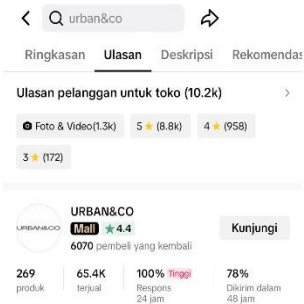 urban&co
Ringkasan Ulasan Deskripsi Rekomendas
Ulasan pelanggan untuk toko (10.2k)
Foto & Video(1.3k) 5 ★ (8.8k) 4 ★ (958)
3 ★ (172)
URBAN&CO
URBAN&CO
Mall ★ 4.4
Kunjungi
6070 pembeli yang kembali
269 65.4K 100% Tinggi 78%
produk terjual Respons Dikirim dalam
24 jam 48 jam